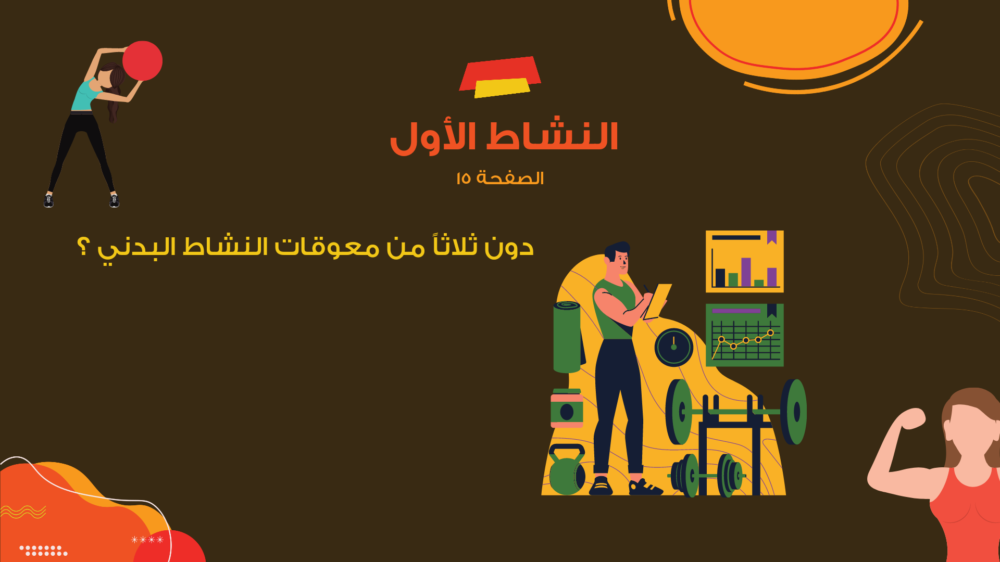 النشاط الأول
الصفحة ١٥
دون ثلاثاً من معوقات النشاط البدني ؟